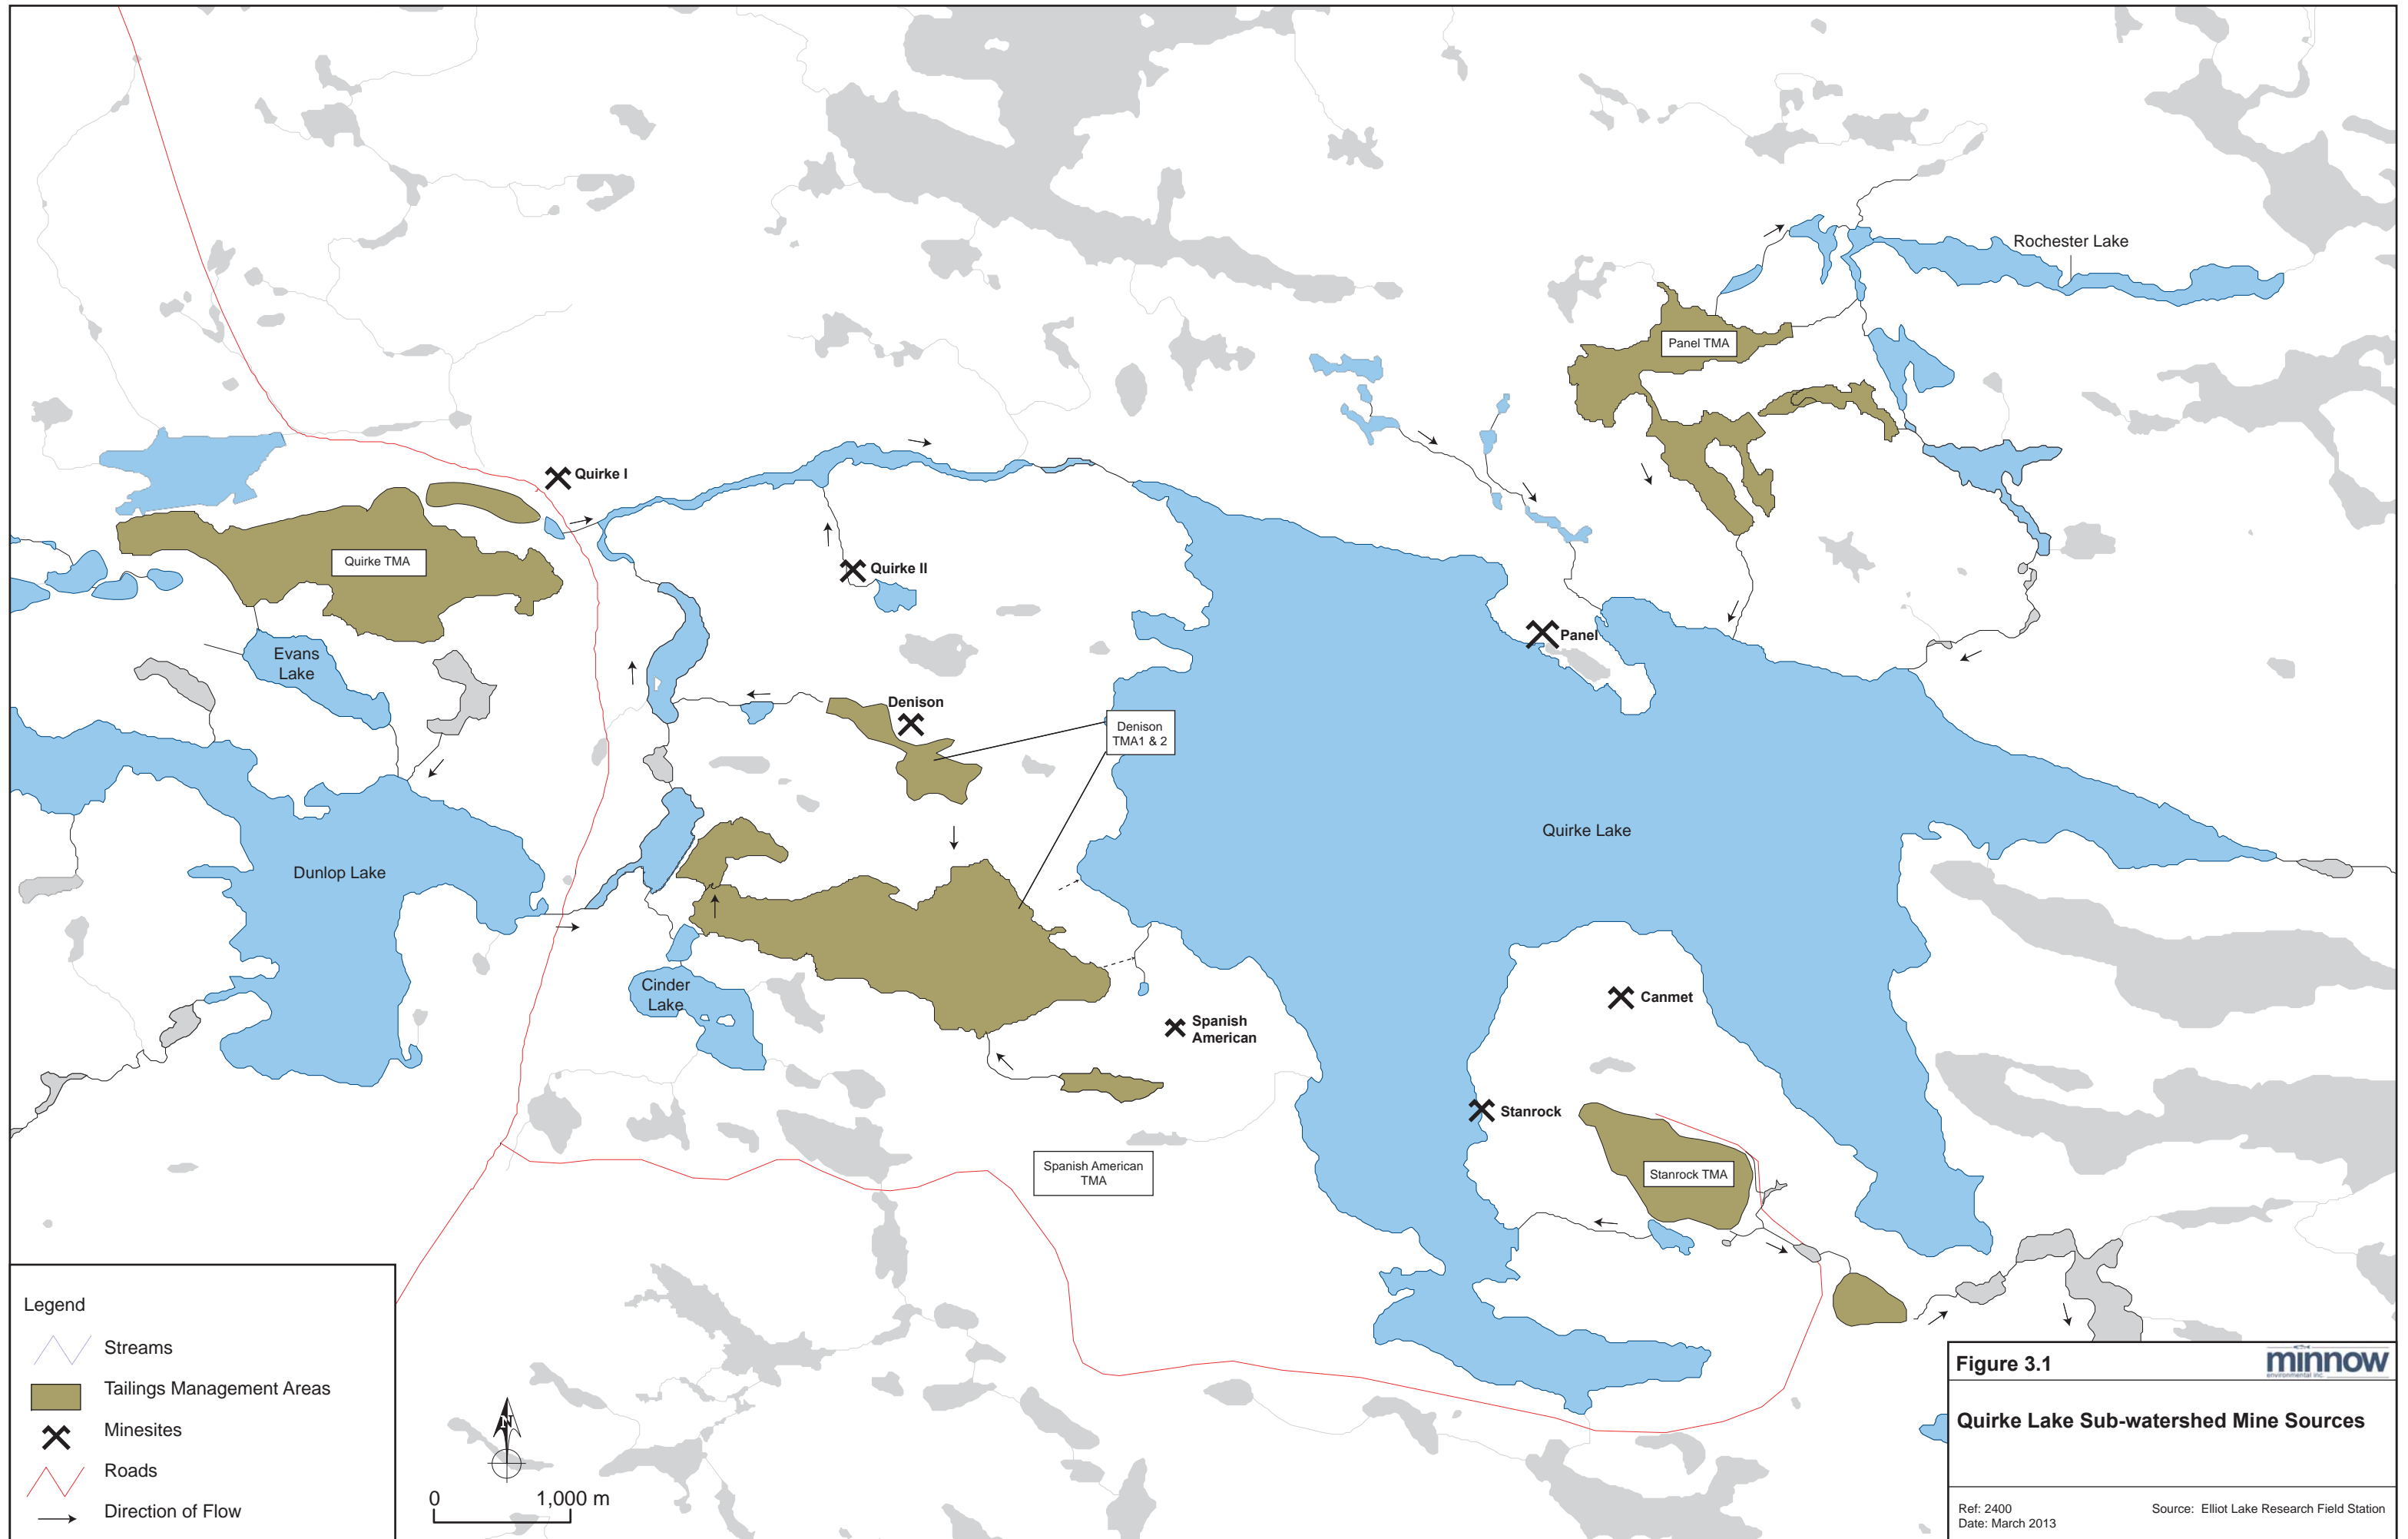 Rochester Lake
Panel TMA
Quirke I
Quirke TMA
Quirke II
Evans
Lake
Panel
Denison
Denison
TMA1 & 2
Quirke Lake
Dunlop Lake
Cinder
Lake
Canmet
Spanish
American
Stanrock
Spanish American
TMA
Stanrock TMA
Legend
Streams
Tailings Management Areas
Minesites
Roads
Direction of Flow
N
0 1,000 m
Figure 3.1
minnow
environmental inc.
Quirke Lake Sub-watershed Mine Sources
Ref: 2400
Date: March 2013
Source: Elliot Lake Research Field Station